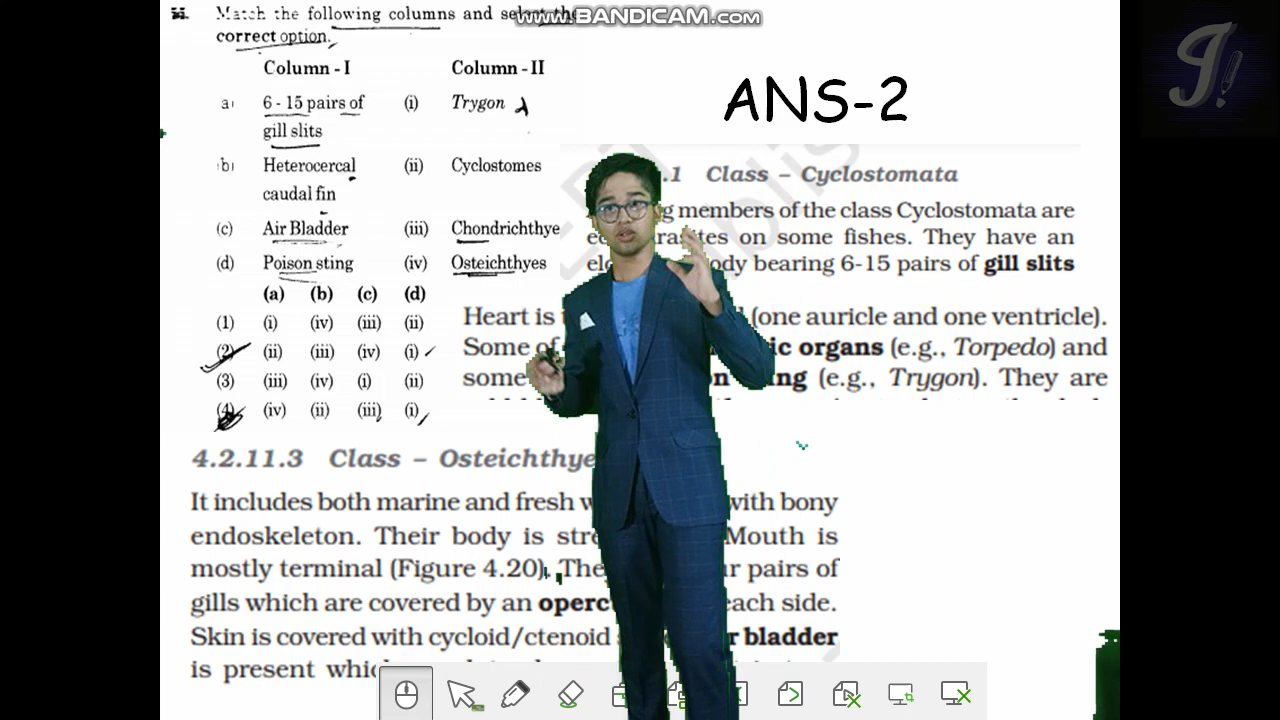 www.BANDICAM.com
Match the following columns and select the
correct option.
Column - I Column - II
a) 6 - 15 pairs of (i) Trygon
gill slits
(b) Heterocercal (ii) Cyclostomes
caudal fin
(c) Air Bladder (iii) Chondrichthye
(d) Poison sting (iv) Osteichthyes
(a) (b) (c) (d)
(1) (i) (iv) (iii) (ii)
(2) (ii) (iii) (iv) (i)
(3) (iii) (iv) (i) (ii)
(4) (iv) (ii) (iii) (i)
ANS-2
.1 Class – Cyclostomata
members of the class Cyclostomata are
on some fishes. They have an
body bearing 6-15 pairs of gill slits
Heart is (one auricle and one ventricle).
Some of organs (e.g., Torpedo) and
some (e.g., Trygon). They are
4.2.11.3 Class – Osteichthye
It includes both marine and fresh with bony
endoskeleton. Their body is Mouth is
mostly terminal (Figure 4.20). pairs of
gills which are covered by an each side.
Skin is covered with cycloid/ctenoid bladder
is present